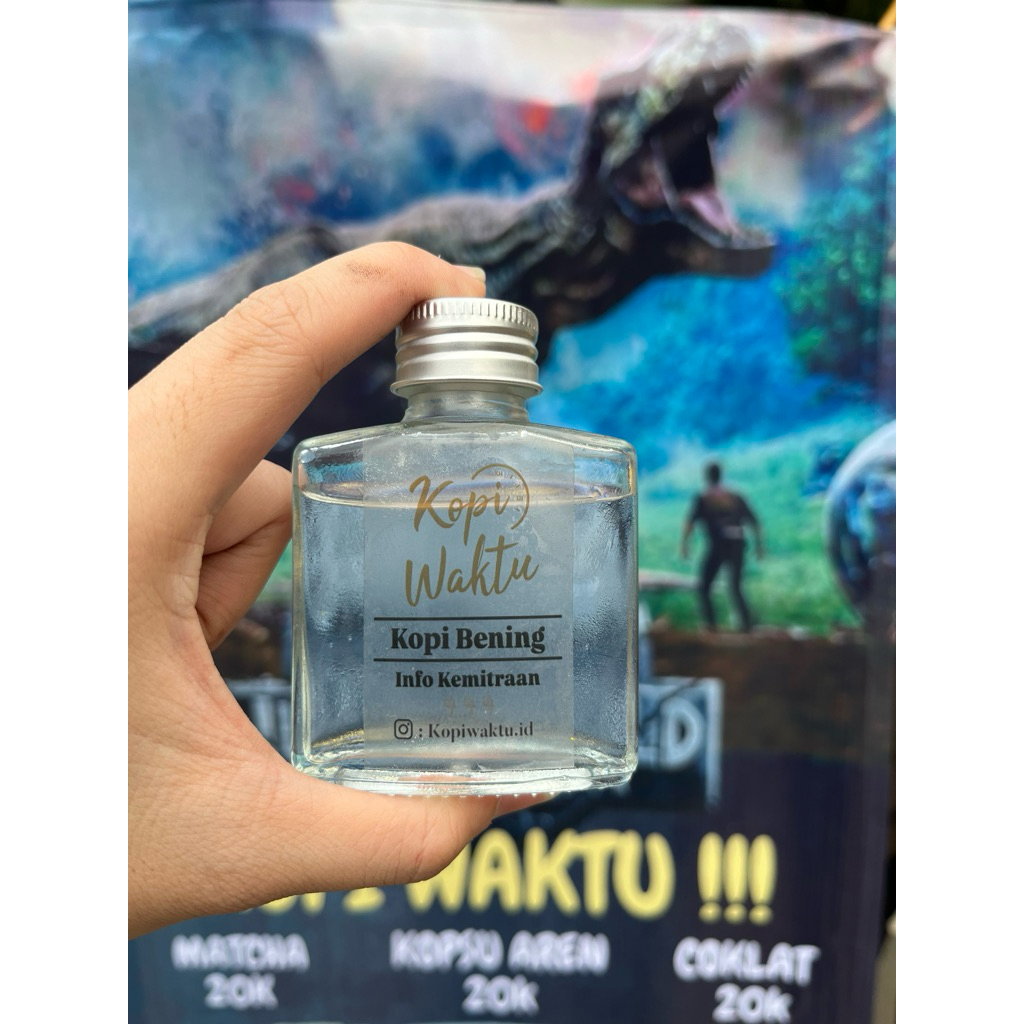 Kopi
Waktu
Kopi Bening
Info Kemitraan
: Kopiwaktu.id
WAKTU !!!
MATCHA
20K
KOPSU AREN
20K
COKLAT
20K